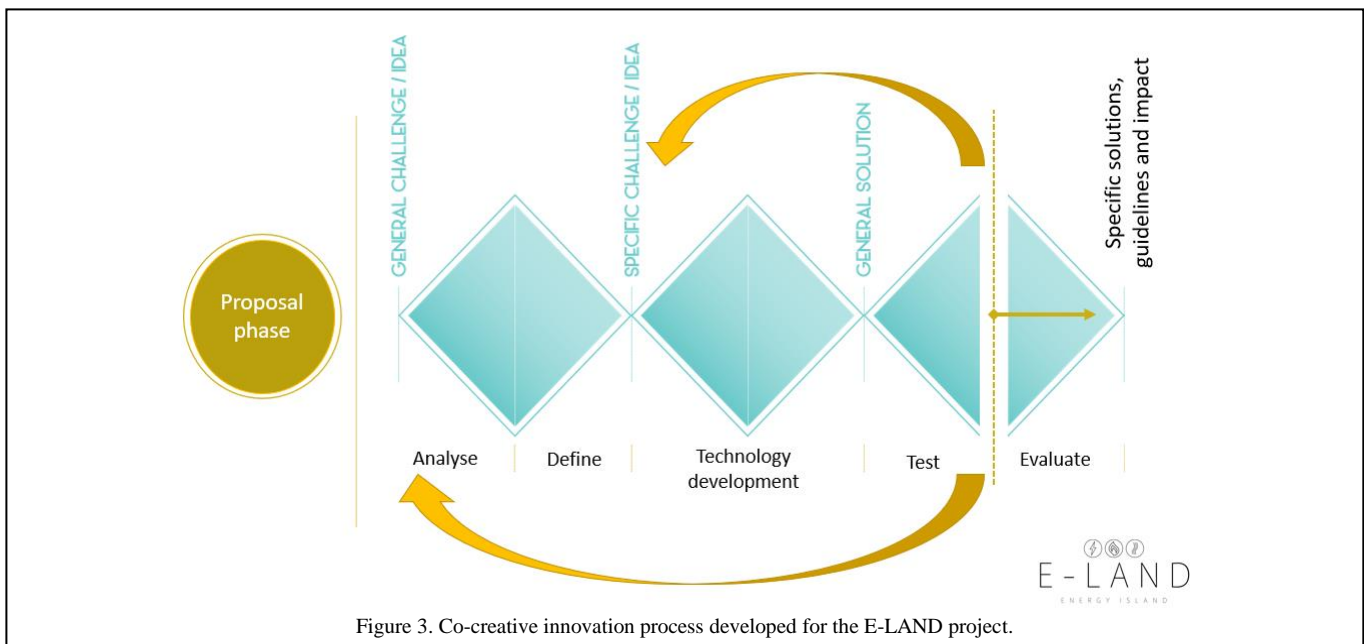 GENERAL CHALLENGE / IDEA
SPECIFIC CHALLENGE / IDEA
GENERAL SOLUTION
Specific solutions,
guidelines and impact
Proposal
phase
Analyse
Define
Technology
development
Test
Evaluate
E-LAND
ENERGY ISLAND
Figure 3. Co-creative innovation process developed for the E-LAND project.